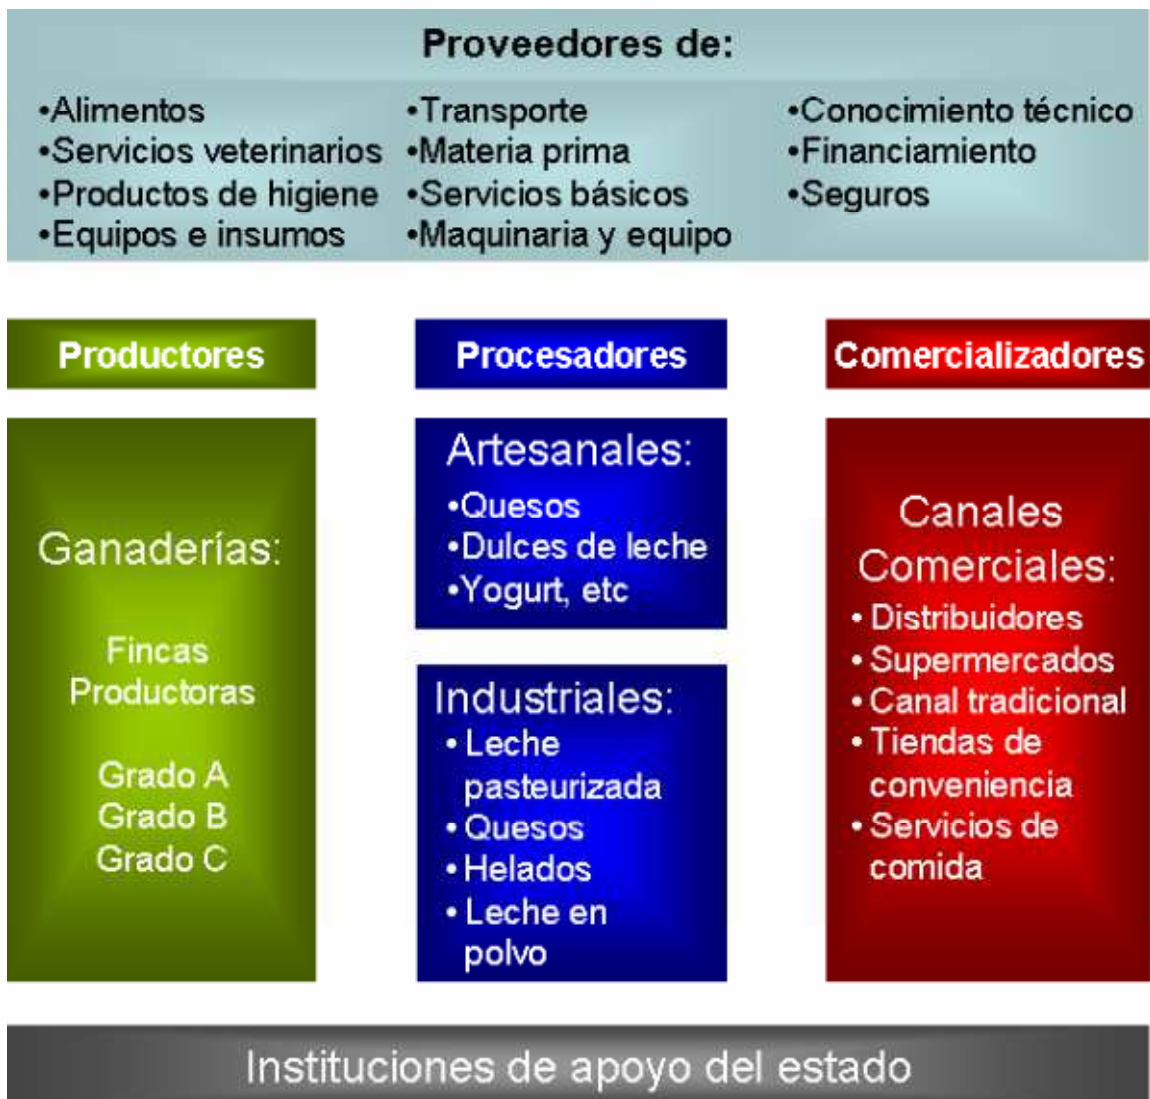 Proveedores de:
•Alimentos
•Servicios veterinarios
•Productos de higiene
•Equipos e insumos
•Transporte
•Materia prima
•Servicios básicos
•Maquinaria y equipo
•Conocimiento técnico
•Financiamiento
•Seguros
Productores
Ganaderías:
Fincas
Productoras
Grado A
Grado B
Grado C
Procesadores
Artesanales:
•Quesos
•Dulces de leche
•Yogurt, etc
Industriales:
• Leche
pasteurizada
• Quesos
• Helados
• Leche en
polvo
Comercializadores
Canales
Comerciales:
• Distribuidores
• Supermercados
• Canal tradicional
• Tiendas de
conveniencia
• Servicios de
comida
Instituciones de apoyo del estado